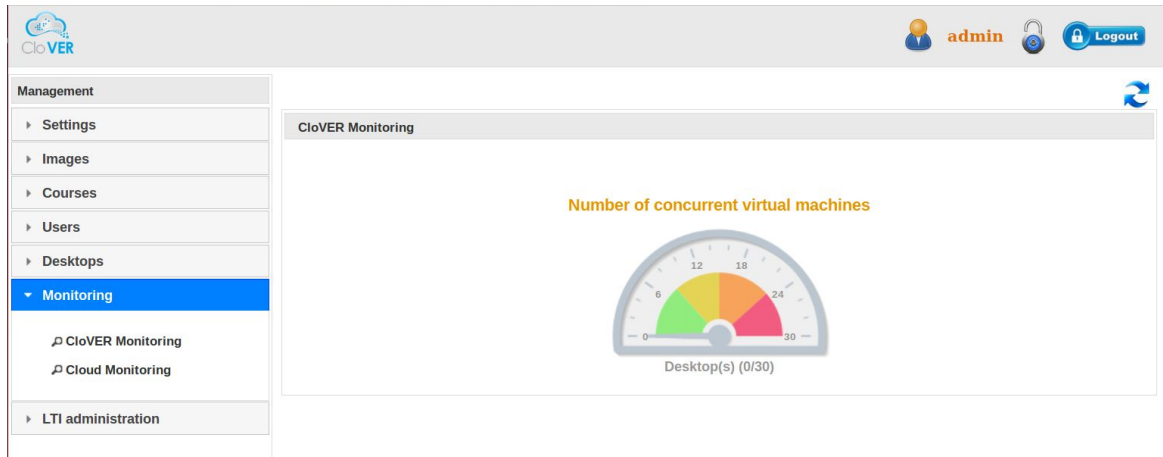 CloVER
admin
Logout
Management
Settings
Images
Courses
Users
Desktops
Monitoring
CloVER Monitoring
Cloud Monitoring
LTI administration
CloVER Monitoring
Number of concurrent virtual machines
0
6
12
18
24
30
Desktop(s) (0/30)